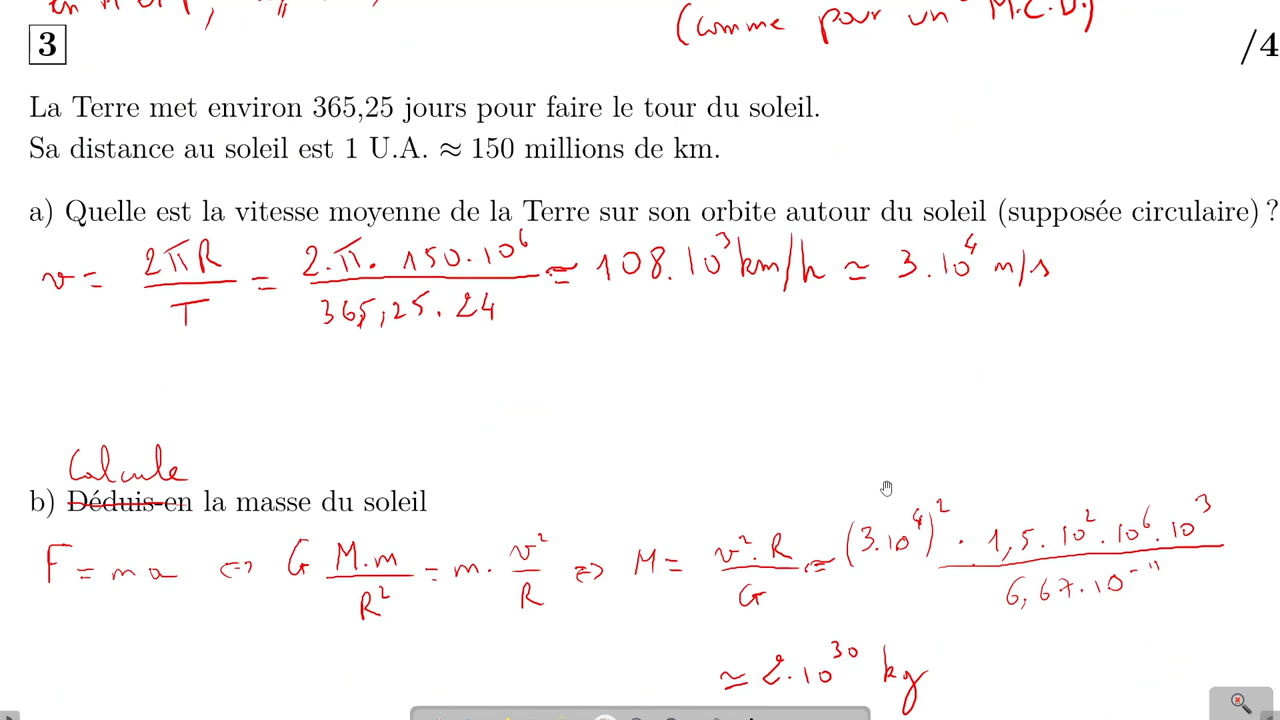 (comme pour un M.C.U.)
3
/4
La Terre met environ 365,25 jours pour faire le tour du soleil.
Sa distance au soleil est 1 U.A. ≈ 150 millions de km.
a) Quelle est la vitesse moyenne de la Terre sur son orbite autour du soleil (supposée circulaire) ?
v = 2πR / T = 2.π. 150.10⁶ / 365,25.24 ≃ 108.10³ km/h ≃ 3.10⁴ m/s
Calcule
b) Déduis-en la masse du soleil
F = m a ⇔ G M.m / R² = m. v² / R ⇔ M = v².R / G = (3.10⁴)² . 1,5.10².10⁶.10³ / 6,67.10⁻¹¹
≃ 2.10³⁰ kg